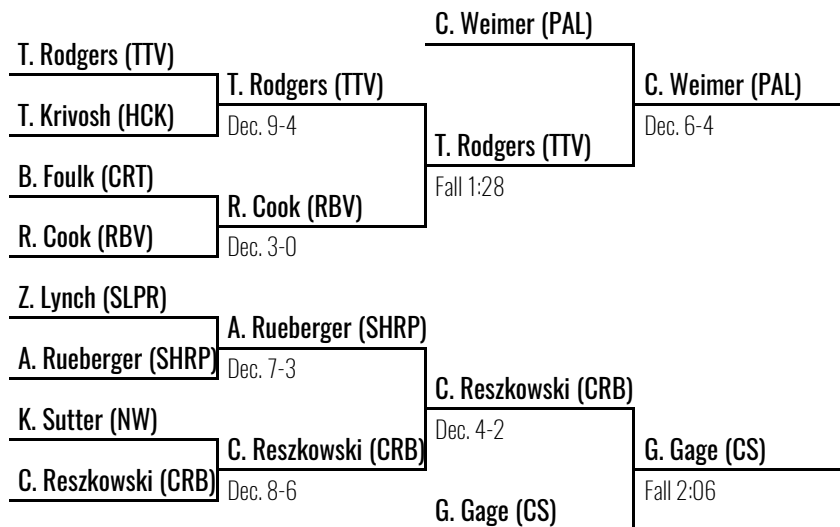 C. Weimer (PAL)
T. Rodgers (TTV)
T. Rodgers (TTV)
C. Weimer (PAL)
T. Krivosh (HCK)
Dec. 9-4
Dec. 6-4
T. Rodgers (TTV)
B. Foulk (CRT)
Fall 1:28
R. Cook (RBV)
R. Cook (RBV)
Dec. 3-0
Z. Lynch (SLPR)
A. Rueberger (SHRP)
A. Rueberger (SHRP)
Dec. 7-3
C. Reszkowski (CRB)
K. Sutter (NW)
Dec. 4-2
C. Reszkowski (CRB)
G. Gage (CS)
C. Reszkowski (CRB)
Dec. 8-6
Fall 2:06
G. Gage (CS)